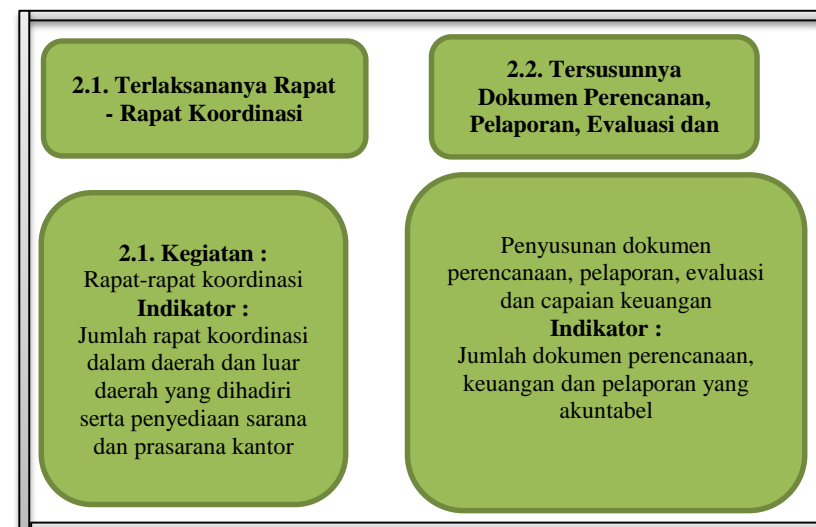 2.1. Terlaksananya Rapat
- Rapat Koordinasi
2.2. Tersusunnya
Dokumen Perencanan,
Pelaporan, Evaluasi dan
2.1. Kegiatan :
Rapat-rapat koordinasi
Indikator :
Jumlah rapat koordinasi
dalam daerah dan luar
daerah yang dihadiri
serta penyediaan sarana
dan prasarana kantor
Penyusunan dokumen
perencanaan, pelaporan, evaluasi
dan capaian keuangan
Indikator :
Jumlah dokumen perencanaan,
keuangan dan pelaporan yang
akuntabel